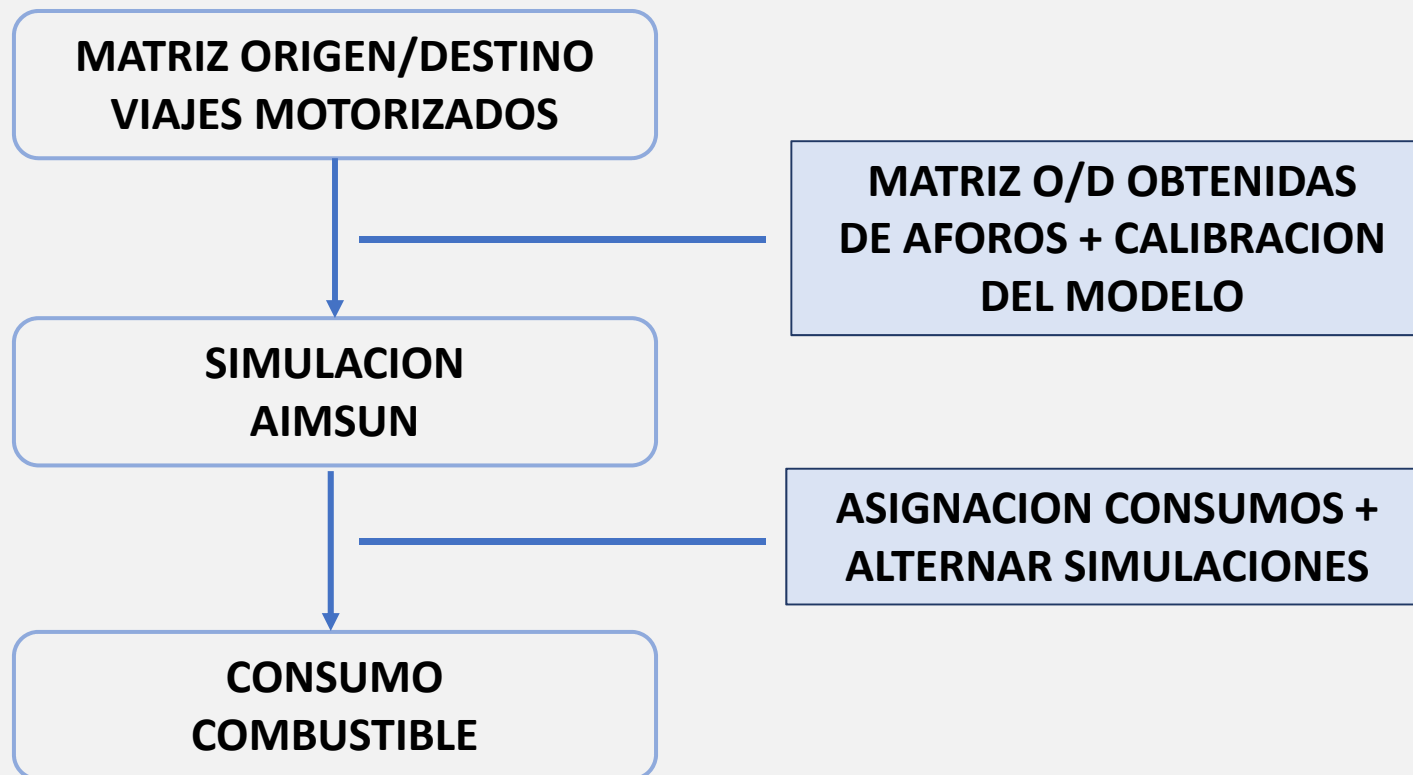 MATRIZ ORIGEN/DESTINO
VIAJES MOTORIZADOS
MATRIZ O/D OBTENIDAS
DE AFOROS + CALIBRACION
DEL MODELO
SIMULACION
AIMSUN
ASIGNACION CONSUMOS +
ALTERNAR SIMULACIONES
CONSUMO
COMBUSTIBLE